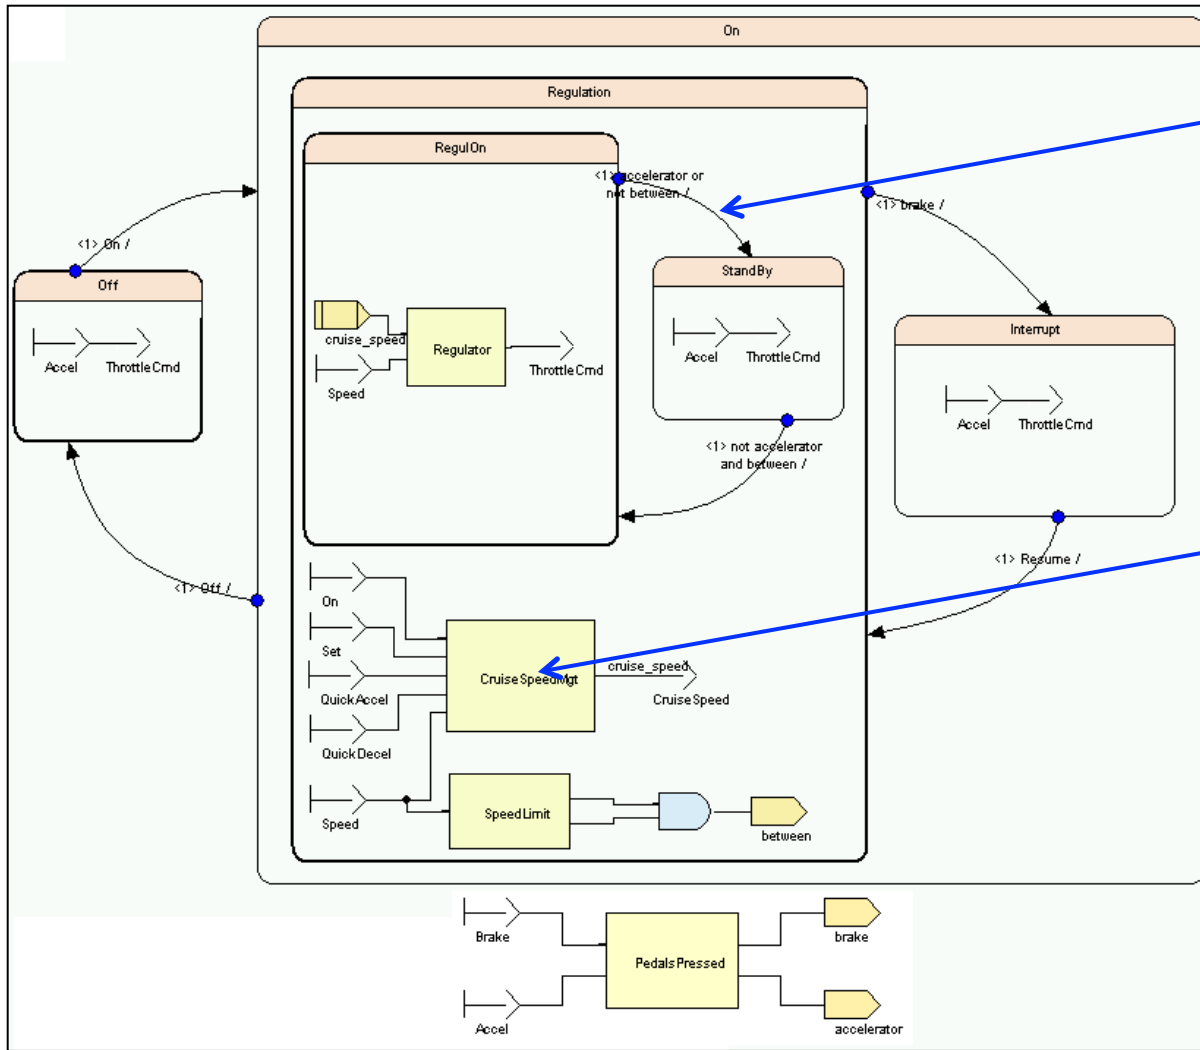 On
Regulation
RegulOn
<1> accelerator or
not between /
<1> brake /
<1> On /
Off
StandBy
Interrupt
cruise_speed
Regulator
Accel
ThrottleCmd
Accel
ThrottleCmd
Speed
ThrottleCmd
Accel
ThrottleCmd
<1> not accelerator
and between /
<1> Resume /
<1> Off /
On
Set
QuickAccel
QuickDecel
CruiseSpeedMgt
cruise_speed
CruiseSpeed
Speed
SpeedLimit
between
Brake
Accel
PedalsPressed
brake
accelerator